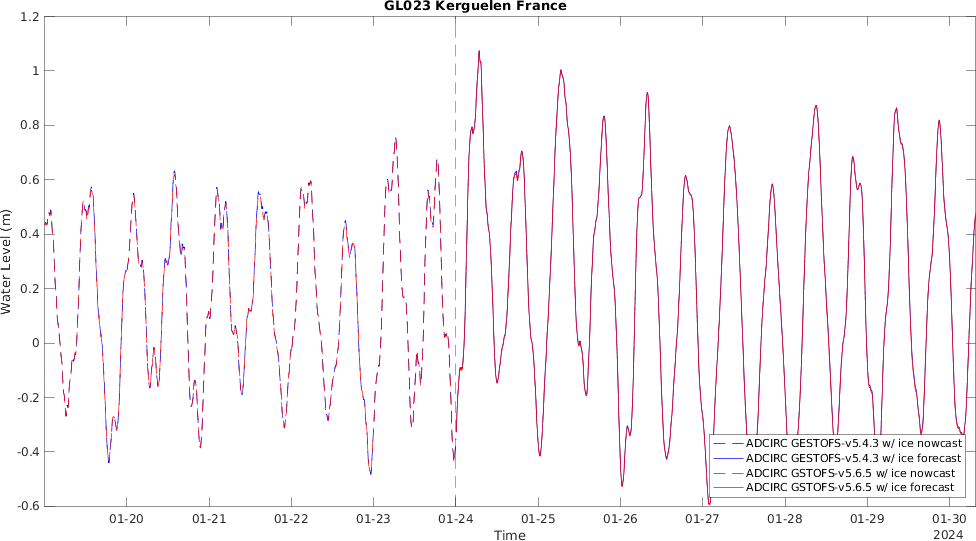 GL023 Kerguelen France
1.2
1
0.8
0.6
0.4
0.2
0
-0.2
-0.4
-0.6
Water Level (m)
ADCIRC GESTOFS-v5.4.3 w/ ice nowcast
ADCIRC GESTOFS-v5.4.3 w/ ice forecast
ADCIRC GSTOFS-v5.6.5 w/ ice nowcast
ADCIRC GSTOFS-v5.6.5 w/ ice forecast
01-20 01-21 01-22 01-23 01-24 01-25 01-26 01-27 01-28 01-29 01-30
Time
2024